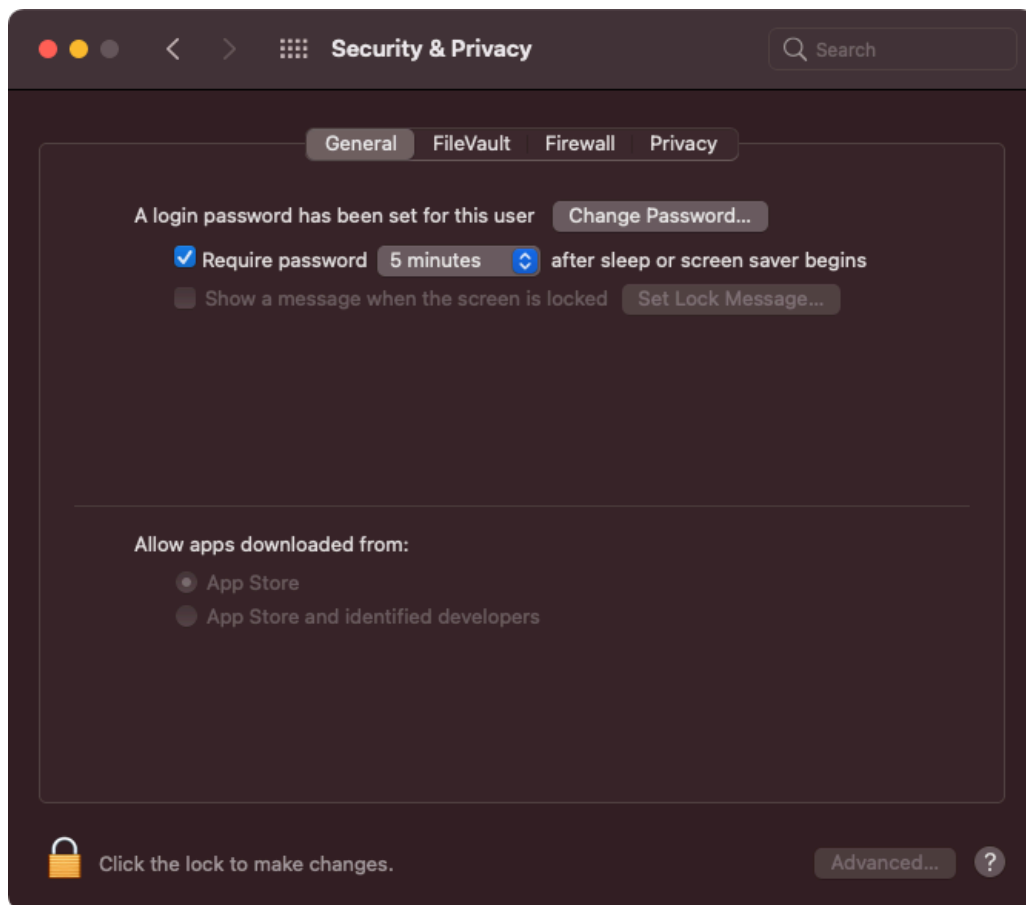 Security & Privacy
Search
General FileVault Firewall Privacy
A login password has been set for this user Change Password...
Require password 5 minutes after sleep or screen saver begins
Show a message when the screen is locked Set Lock Message...
Allow apps downloaded from:
App Store
App Store and identified developers
Click the lock to make changes.
Advanced... ?